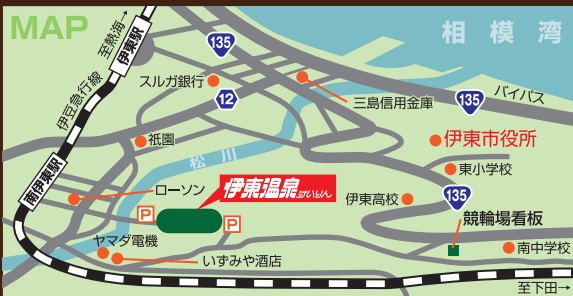 MAP
至熱海→
伊東駅
135
相模湾
スルガ銀行
12
三島信用金庫
135
バイパス
伊豆急行線
祇園
松川
伊東市役所
東小学校
南伊東駅
ローソン
伊東温泉けいりん
伊東高校
135
P
P
競輪場看板
ヤマダ電機
いずみや酒店
南中学校
至下田→